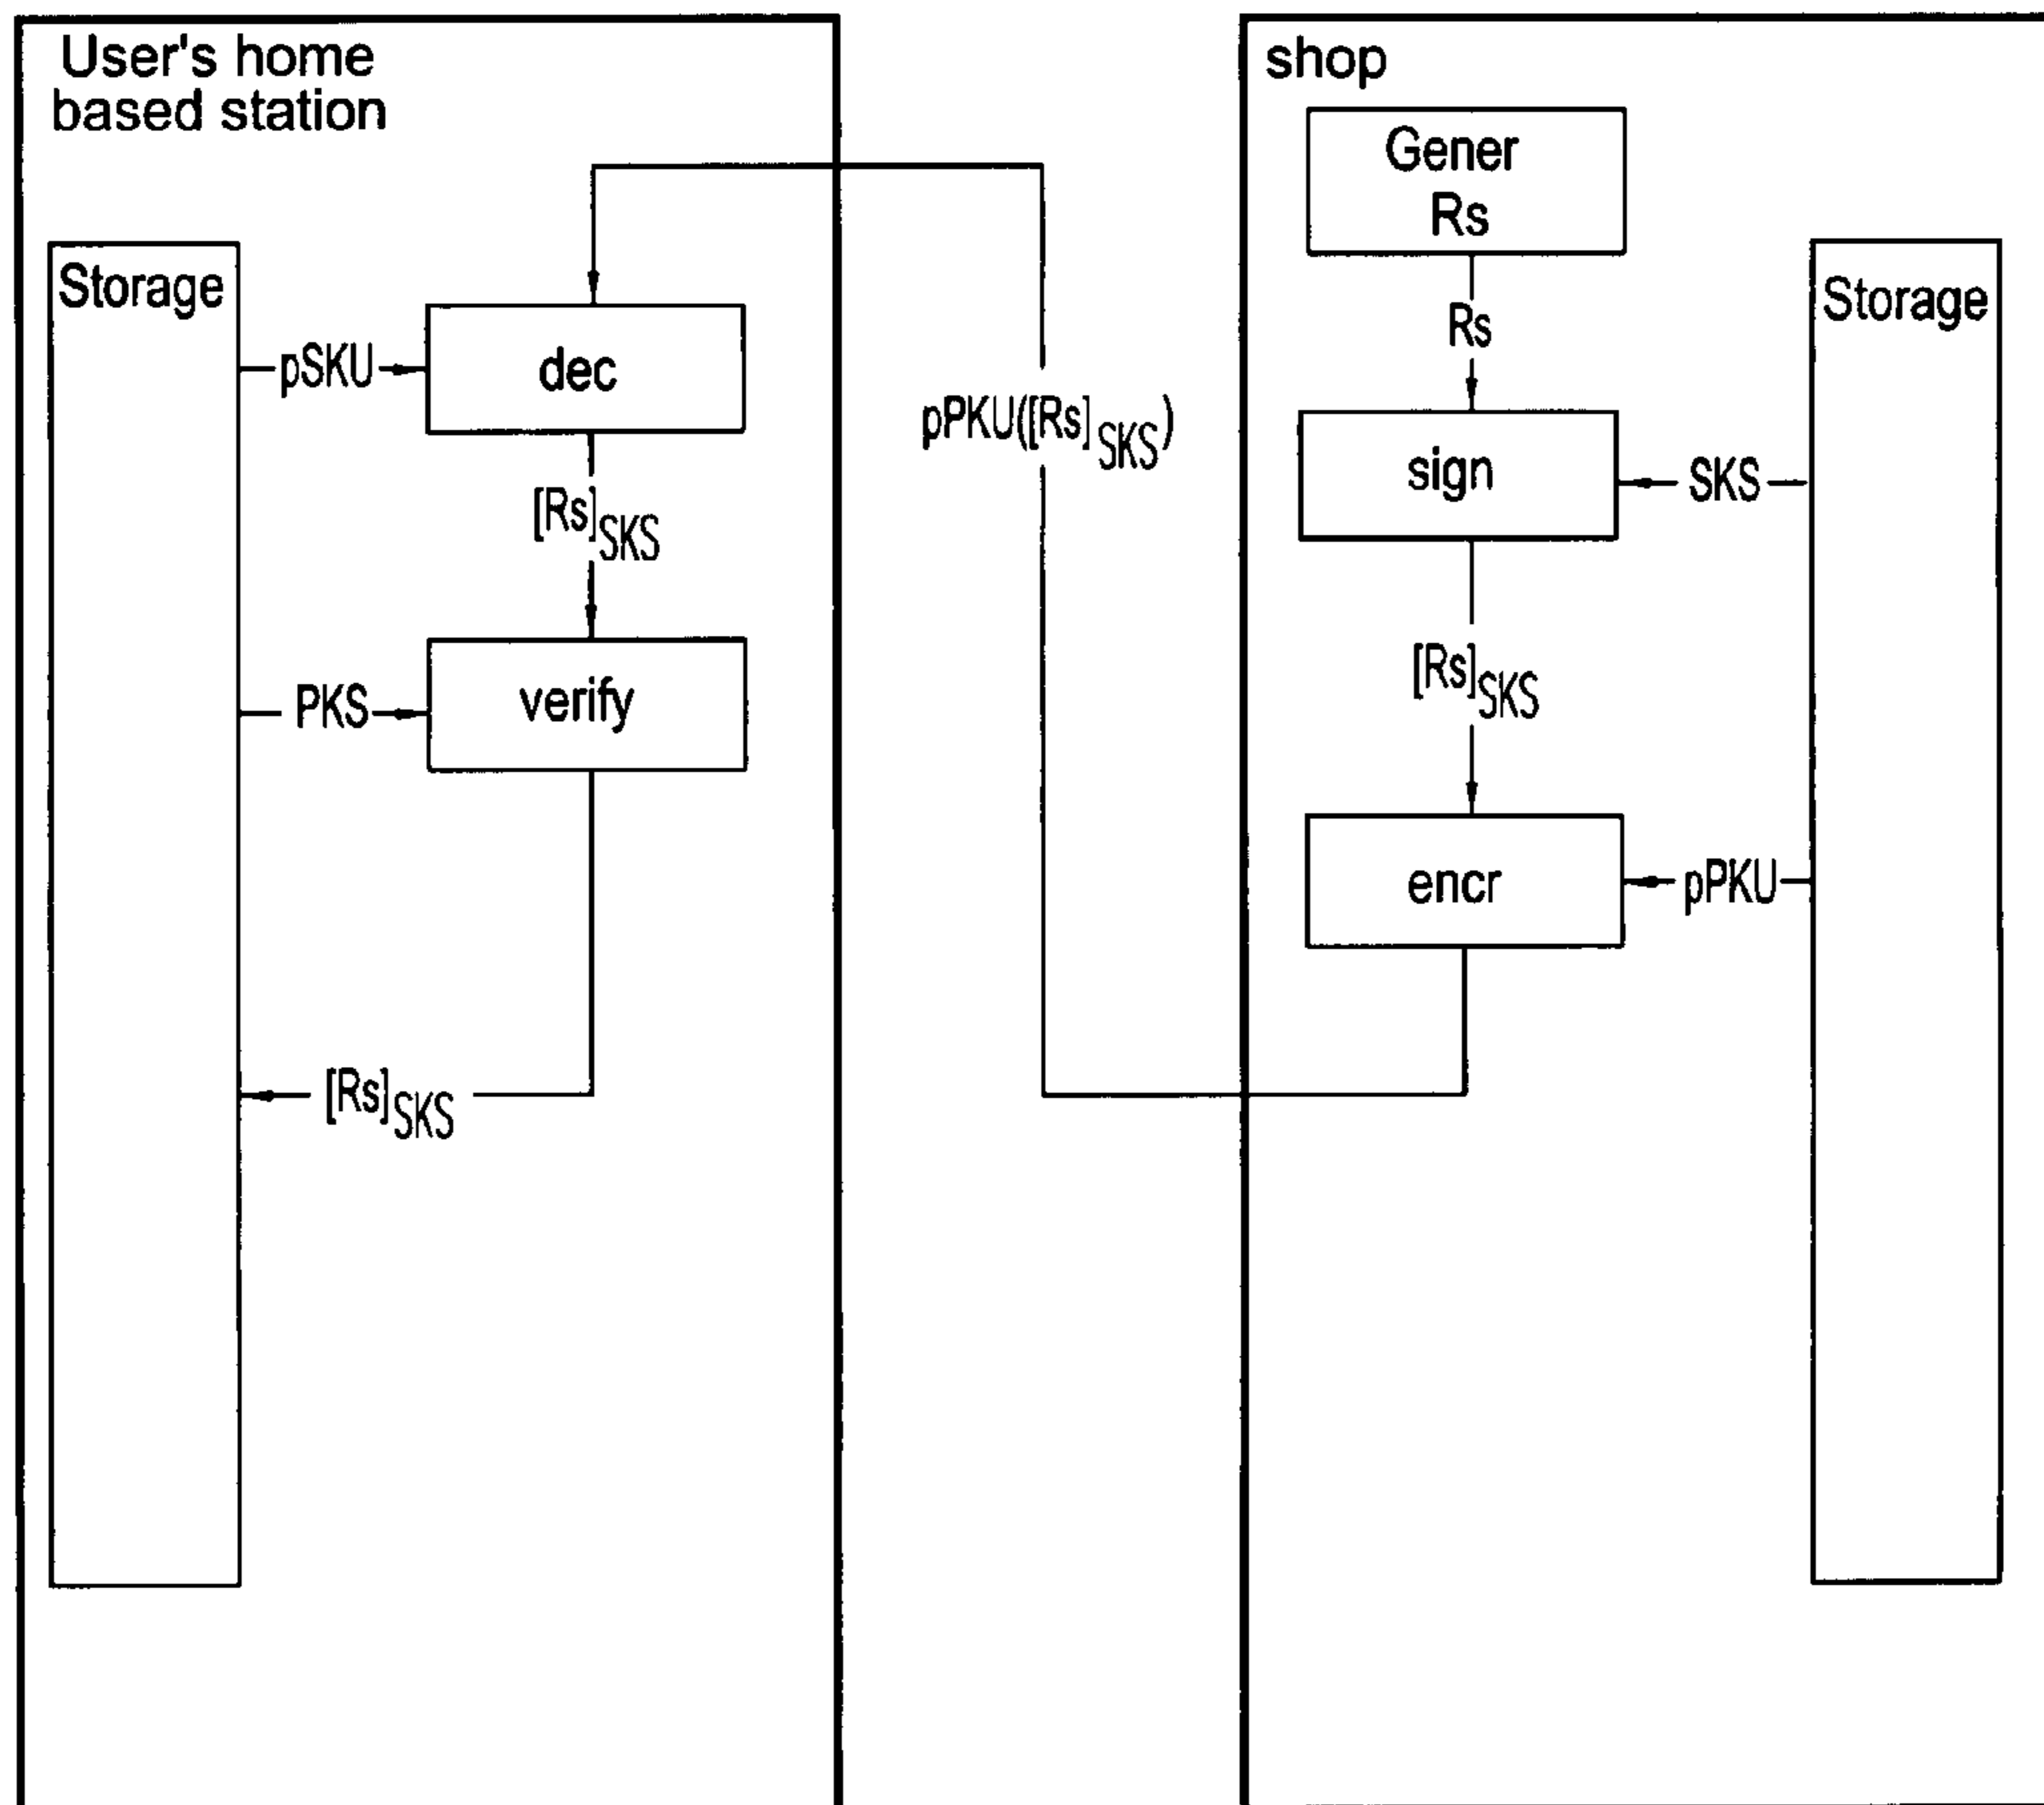 User's home
based station
Storage
pSKU
dec
[Rs]SKS
PKS
verify
[Rs]SKS
pPKU([Rs]SKS)
shop
Gener
Rs
Rs
sign
SKS
[Rs]SKS
encr
pPKU
Storage